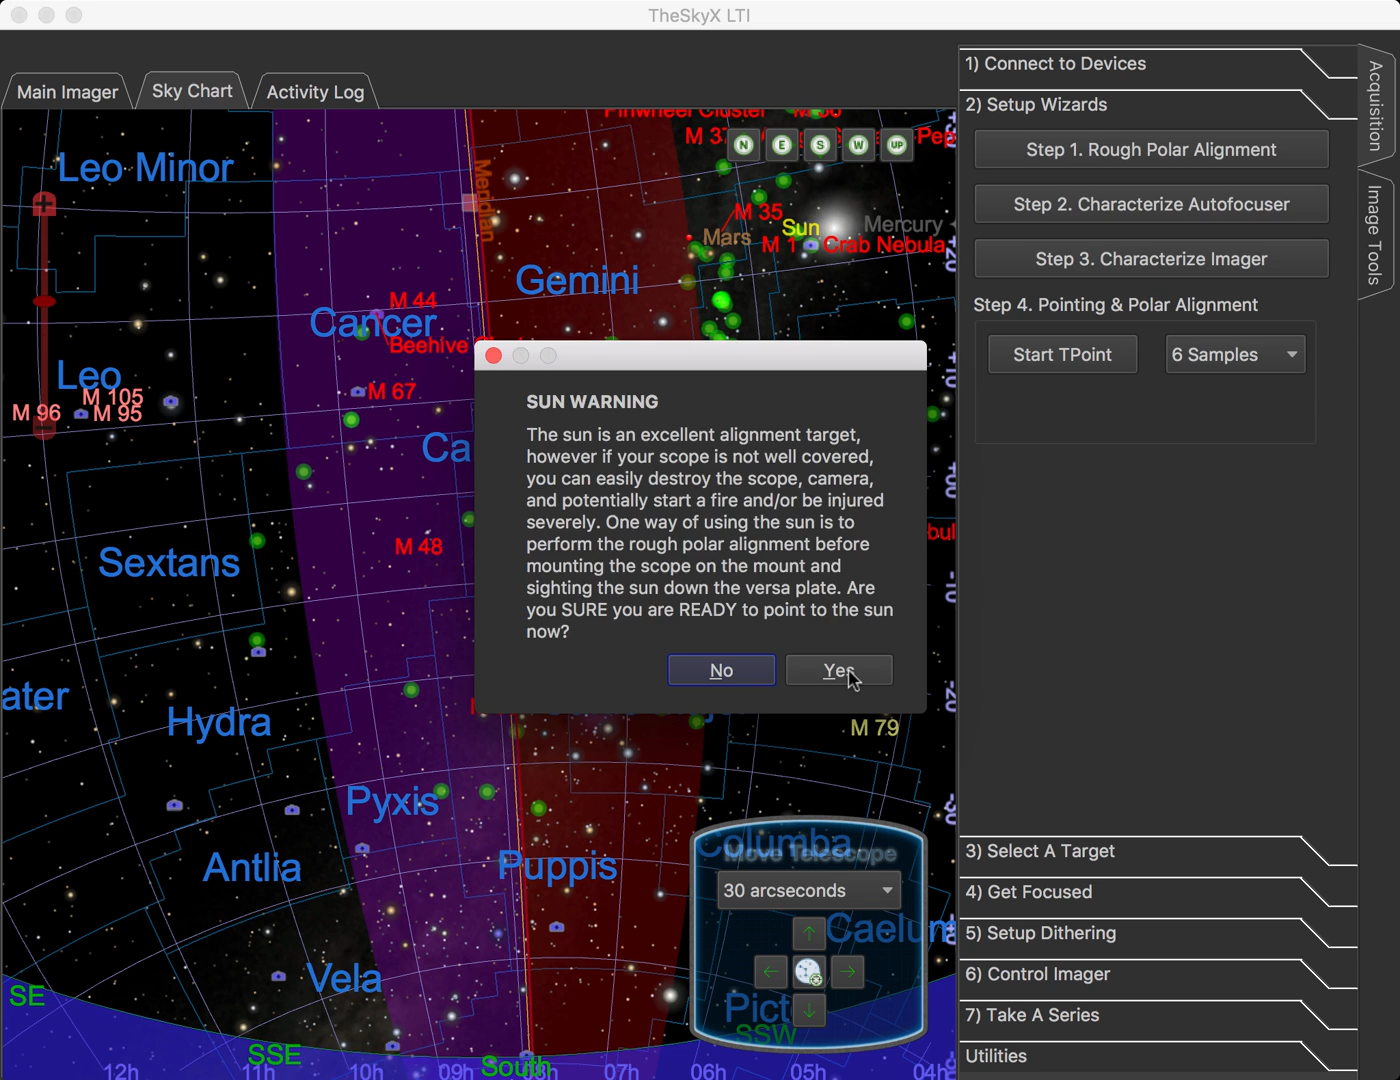 TheSkyX LTI
Main Imager
Sky Chart
Activity Log
1) Connect to Devices
2) Setup Wizards
Step 1. Rough Polar Alignment
Step 2. Characterize Autofocuser
Step 3. Characterize Imager
Step 4. Pointing & Polar Alignment
Start TPoint
6 Samples
3) Select A Target
4) Get Focused
5) Setup Dithering
6) Control Imager
7) Take A Series
Utilities
Acquisition
Image Tools
Pinwheel Cluster
N
E
S
W
UP
Leo Minor
Meridian
M 35
Sun
Mercury
Mars
M 1
Crab Nebula
Gemini
M 44
Cancer
Beehive
Leo
M 105
M 96
M 95
M 67
M 48
Sextans
SUN WARNING
The sun is an excellent alignment target,
however if your scope is not well covered,
you can easily destroy the scope, camera,
and potentially start a fire and/or be injured
severely. One way of using the sun is to
perform the rough polar alignment before
mounting the scope on the mount and
sighting the sun down the versa plate. Are
you SURE you are READY to point to the sun
now?
No
Yes
Hydra
M 79
Pyxis
Antlia
Puppis
Vela
Columba
Move Telescope
30 arcseconds
Caelum
Pict
SSW
SE
SSE
South
12h
11h
10h
09h
08h
07h
06h
05h
04h